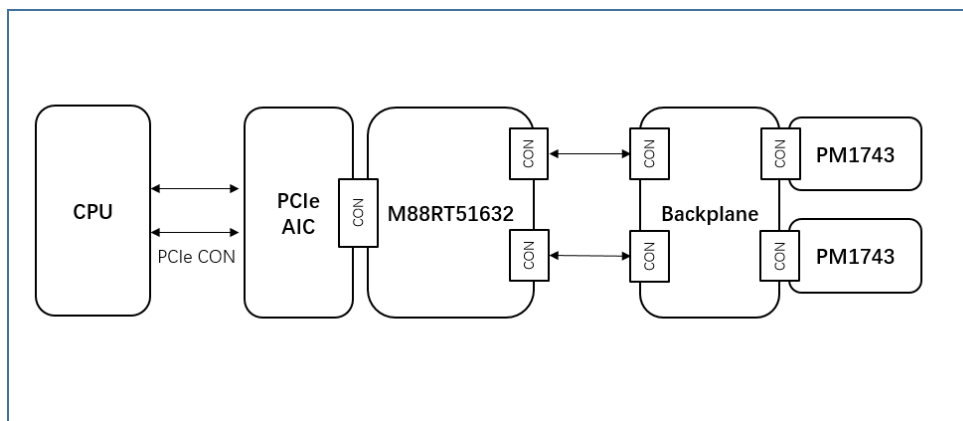 CPU
PCIe CON
PCIe
AIC
CON
M88RT51632
CON
CON
CON
CON
Backplane
CON
CON
PM1743
PM1743